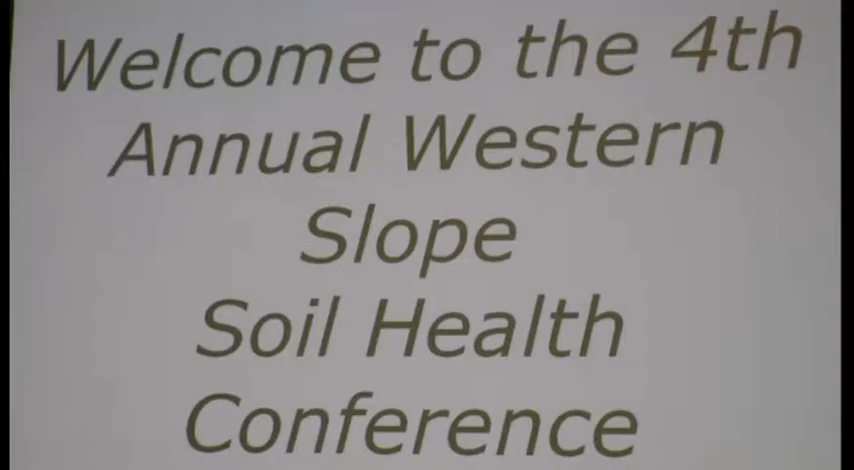 Welcome to the 4th
Annual Western
Slope
Soil Health
Conference